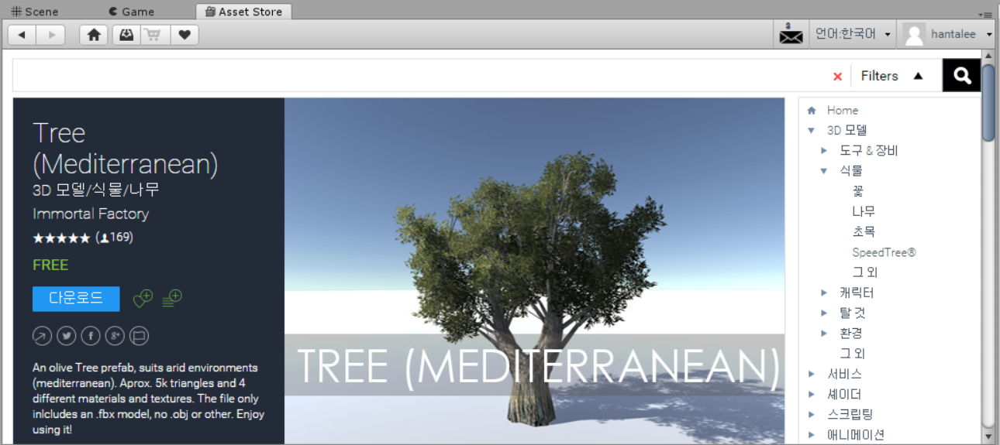 Scene
Game
Asset Store
3
언어:한국어
hantalee
Filters
Tree
(Mediterranean)
3D 모델/식물/나무
Immortal Factory
(169)
FREE
다운로드
An olive Tree prefab, suits arid environments
(mediterranean). Aprox. 5k triangles and 4
different materials and textures. The file only
inlcludes an .fbx model, no .obj or other. Enjoy
using it!
TREE (MEDITERRANEAN)
Home
3D 모델
도구 & 장비
식물
꽃
나무
초목
SpeedTree®
그 외
캐릭터
탈 것
환경
그 외
서비스
셰이더
스크립팅
애니메이션